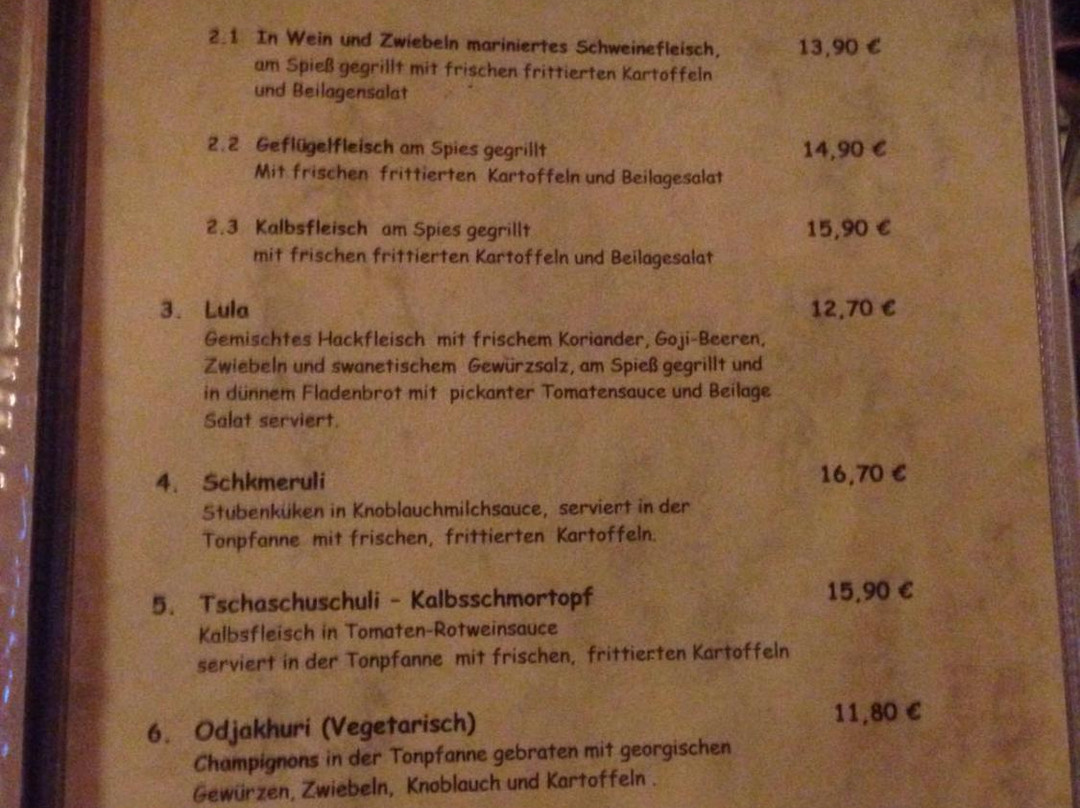 2.1 In Wein und Zwiebeln mariniertes Schweinefleisch, 13,90 €
am Spieß gegrillt mit frischen frittierten Kartoffeln
und Beilagensalat
2.2 Geflügelfleisch am Spies gegrillt 14,90 €
Mit frischen frittierten Kartoffeln und Beilagesalat
2.3 Kalbsfleisch am Spies gegrillt 15,90 €
mit frischen frittierten Kartoffeln und Beilagesalat
3. Lula 12,70 €
Gemischtes Hackfleisch mit frischem Koriander, Goji-Beeren,
Zwiebeln und swanetischem Gewürzsalz, am Spieß gegrillt und
in dünnem Fladenbrot mit pickanter Tomatensauce und Beilage
Salat serviert.
4. Schkmeruli 16,70 €
Stubenküken in Knoblauchmilchsauce, serviert in der
Tonpfanne mit frischen, frittierten Kartoffeln.
5. Tschaschuschuli - Kalbsschmortopf 15,90 €
Kalbsfleisch in Tomaten-Rotweinsauce
serviert in der Tonpfanne mit frischen, frittierten Kartoffeln
6. Odjakhuri (Vegetarisch) 11,80 €
Champignons in der Tonpfanne gebraten mit georgischen
Gewürzen, Zwiebeln, Knoblauch und Kartoffeln .